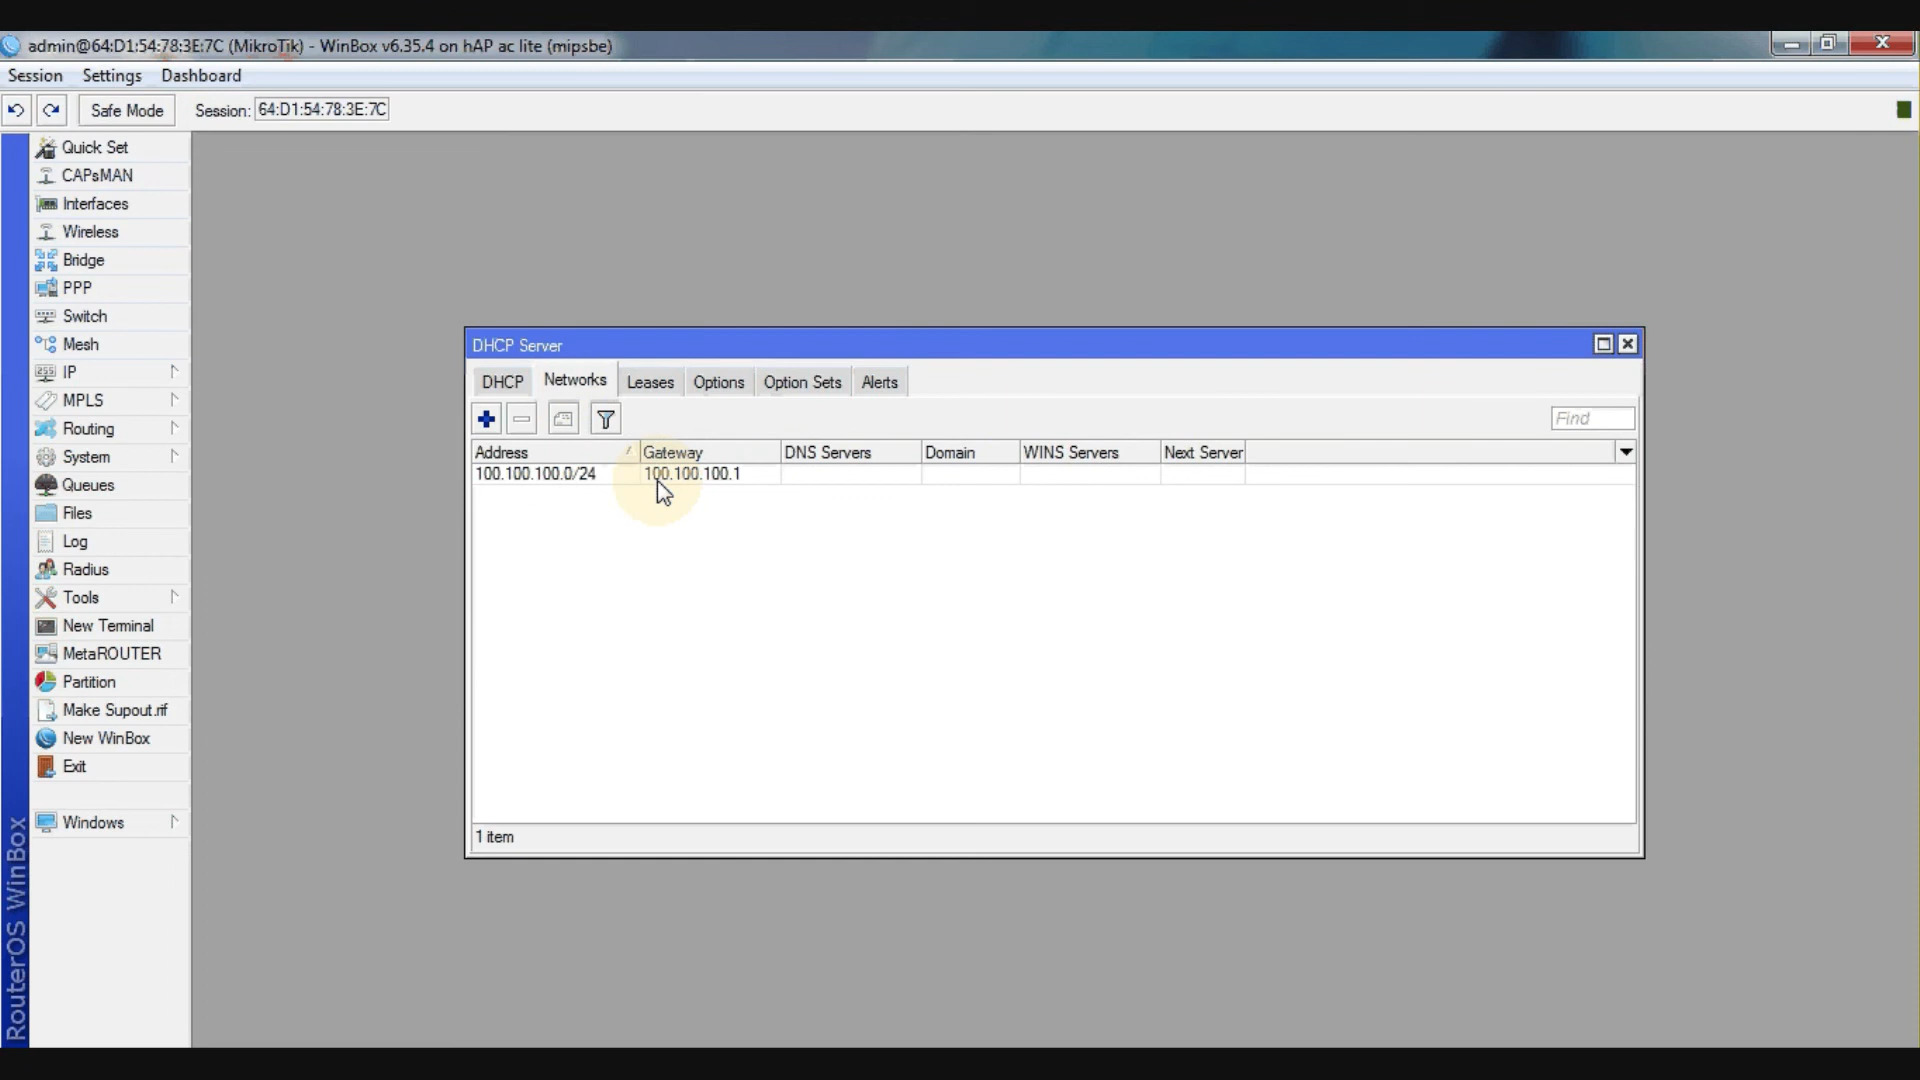 admin@64:D1:54:78:3E:7C (MikroTik) - WinBox v6.35.4 on hAP ac lite (mipsbe)
Session Settings Dashboard
Safe Mode Session: 64:D1:54:78:3E:7C
Quick Set
CAPsMAN
Interfaces
Wireless
Bridge
PPP
Switch
Mesh
IP
MPLS
Routing
System
Queues
Files
Log
Radius
Tools
New Terminal
MetaROUTER
Partition
Make Supout.rif
New WinBox
Exit
Windows
RouterOS WinBox
DHCP Server
DHCP Networks Leases Options Option Sets Alerts
Find
Address Gateway DNS Servers Domain WINS Servers Next Server
100.100.100.0/24 100.100.100.1
1 item